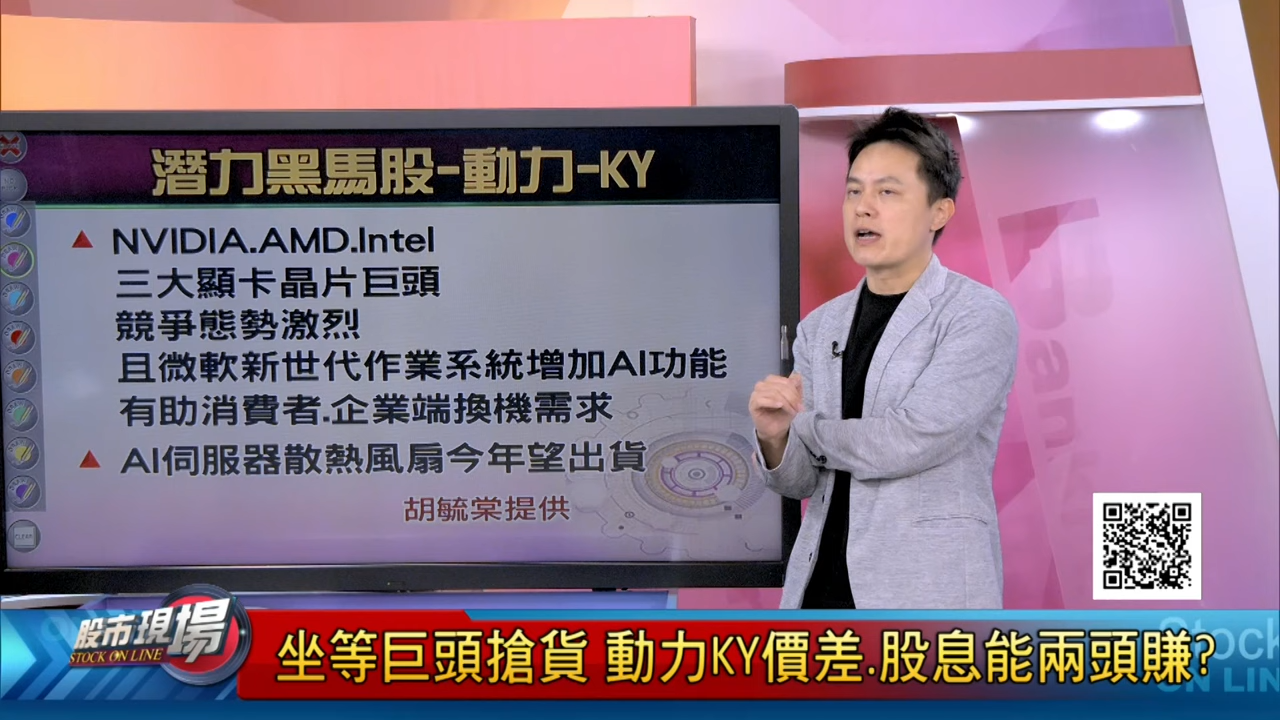 潛力黑馬股-動力-KY
▲ NVIDIA.AMD.Intel
三大顯卡晶片巨頭
競爭態勢激烈
且微軟新世代作業系統增加AI功能
有助消費者.企業端換機需求
▲ AI伺服器散熱風扇今年望出貨
胡毓棠提供
Bank
股市現場
STOCK ON LINE
坐等巨頭搶貨 動力KY價差.股息能兩頭賺?
Stock
ON LIN